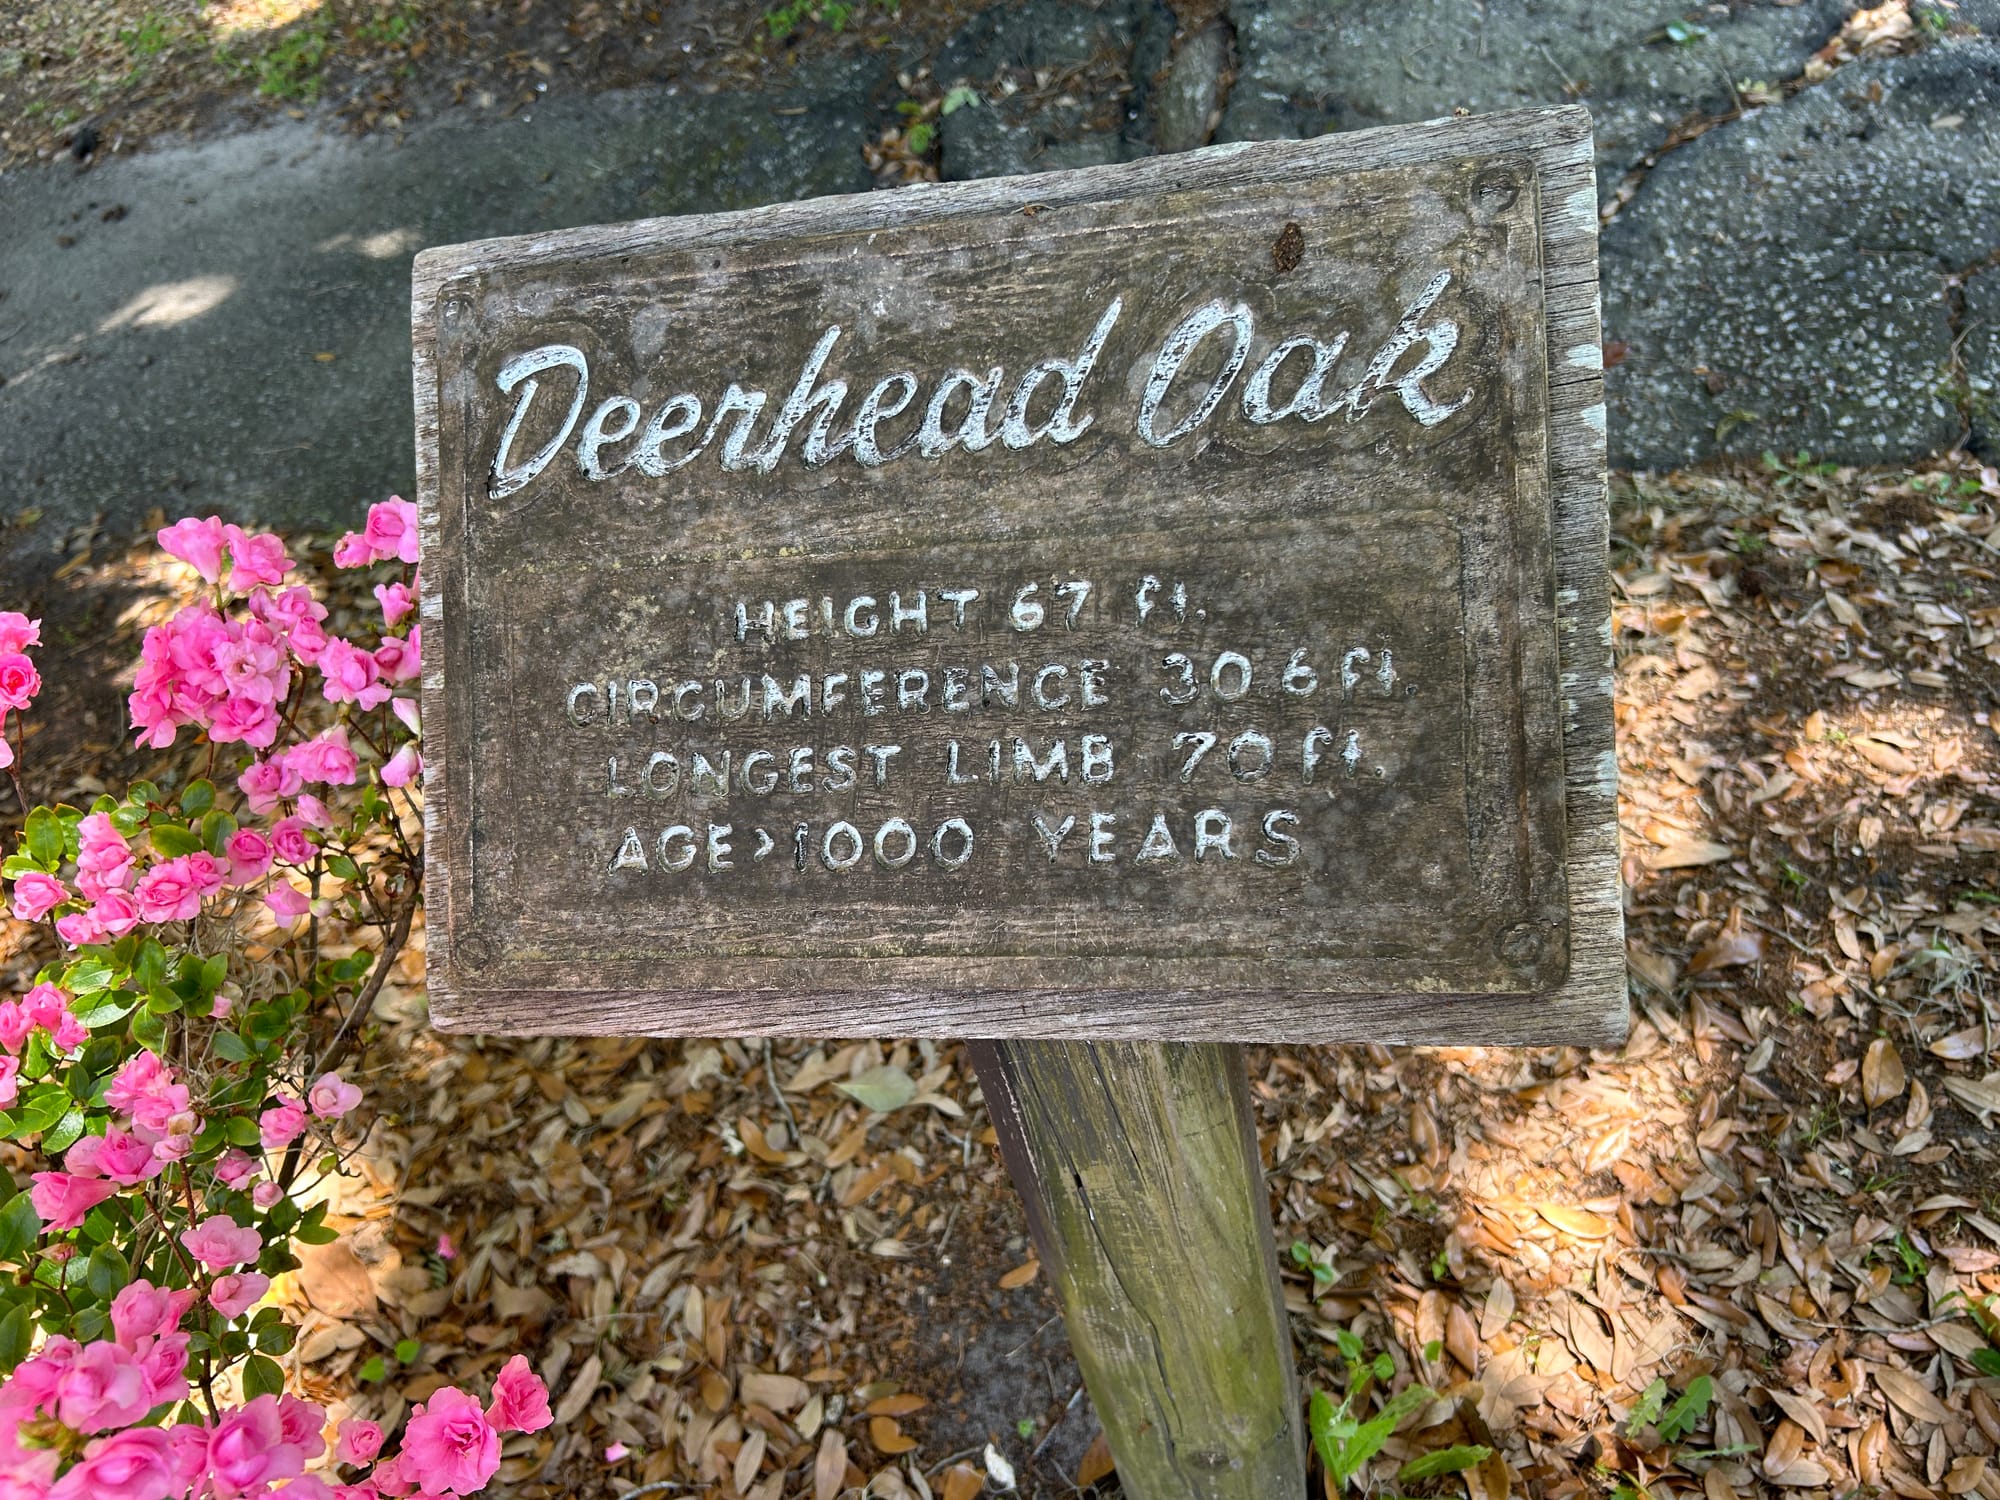 Deerhead Oak
HEIGHT 67 ft.
CIRCUMFERENCE 30.6 ft.
LONGEST LIMB 70 ft.
AGE > 1000 YEARS